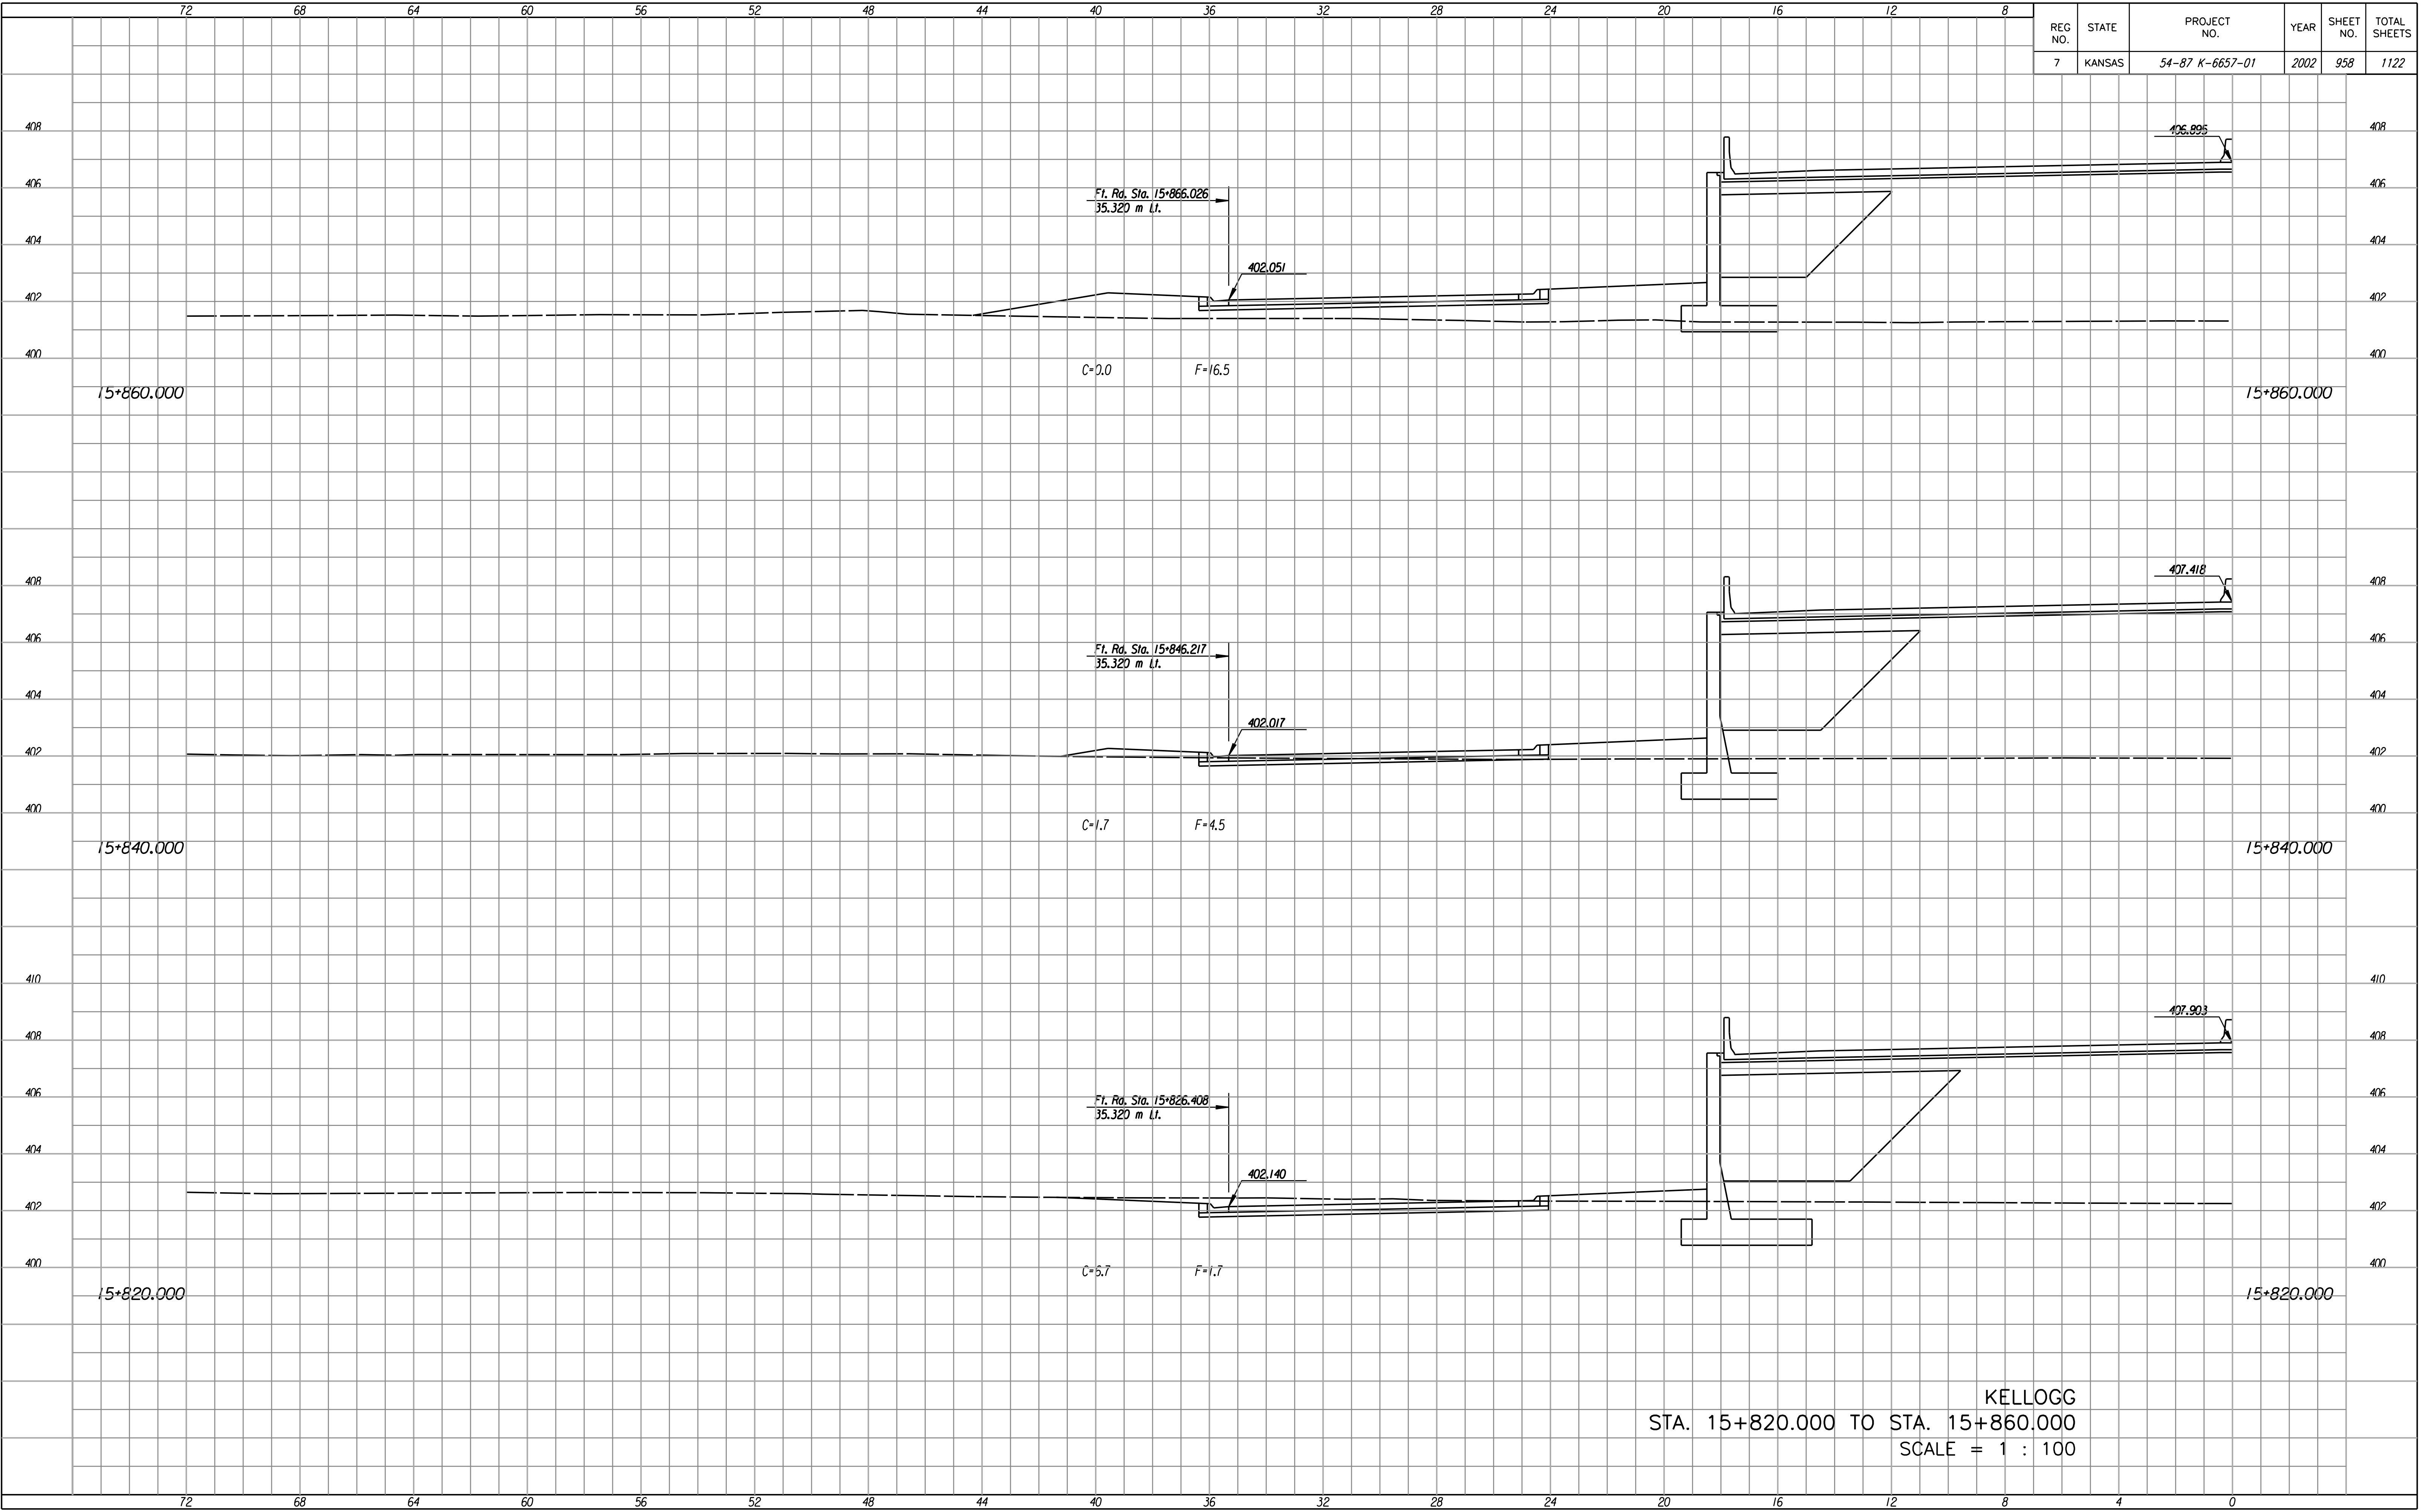 72 68 64 60 56 52 48 44 40 36 32 28 24 20 16 12 8
REG NO. STATE PROJECT NO. YEAR SHEET NO. TOTAL SHEETS
7 KANSAS 54-87 K-6657-01 2002 958 1122
408 408
406.895
406 406
Ft. Rd. Sta. 15+866.026
35.320 m Lt.
404 404
402.051
402 402
400 400
C=0.0 F=16.5
15+860.000 15+860.000
408 408
407.418
406 406
Ft. Rd. Sta. 15+846.217
35.320 m Lt.
404 404
402.017
402 402
400 400
C=1.7 F=4.5
15+840.000 15+840.000
410 410
408 408
407.903
406 406
Ft. Rd. Sta. 15+826.408
35.320 m Lt.
404 404
402.140
402 402
400 400
C=6.7 F=1.7
15+820.000 15+820.000
KELLOGG
STA. 15+820.000 TO STA. 15+860.000
SCALE = 1 : 100
72 68 64 60 56 52 48 44 40 36 32 28 24 20 16 12 8 4 0